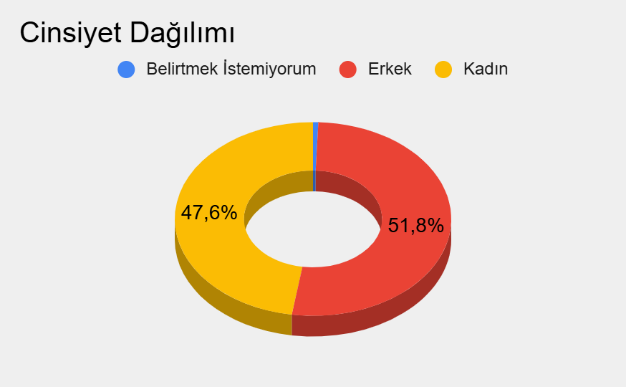 Cinsiyet Dağılımı
Belirtmek İstemiyorum Erkek Kadın
47,6%
51,8%